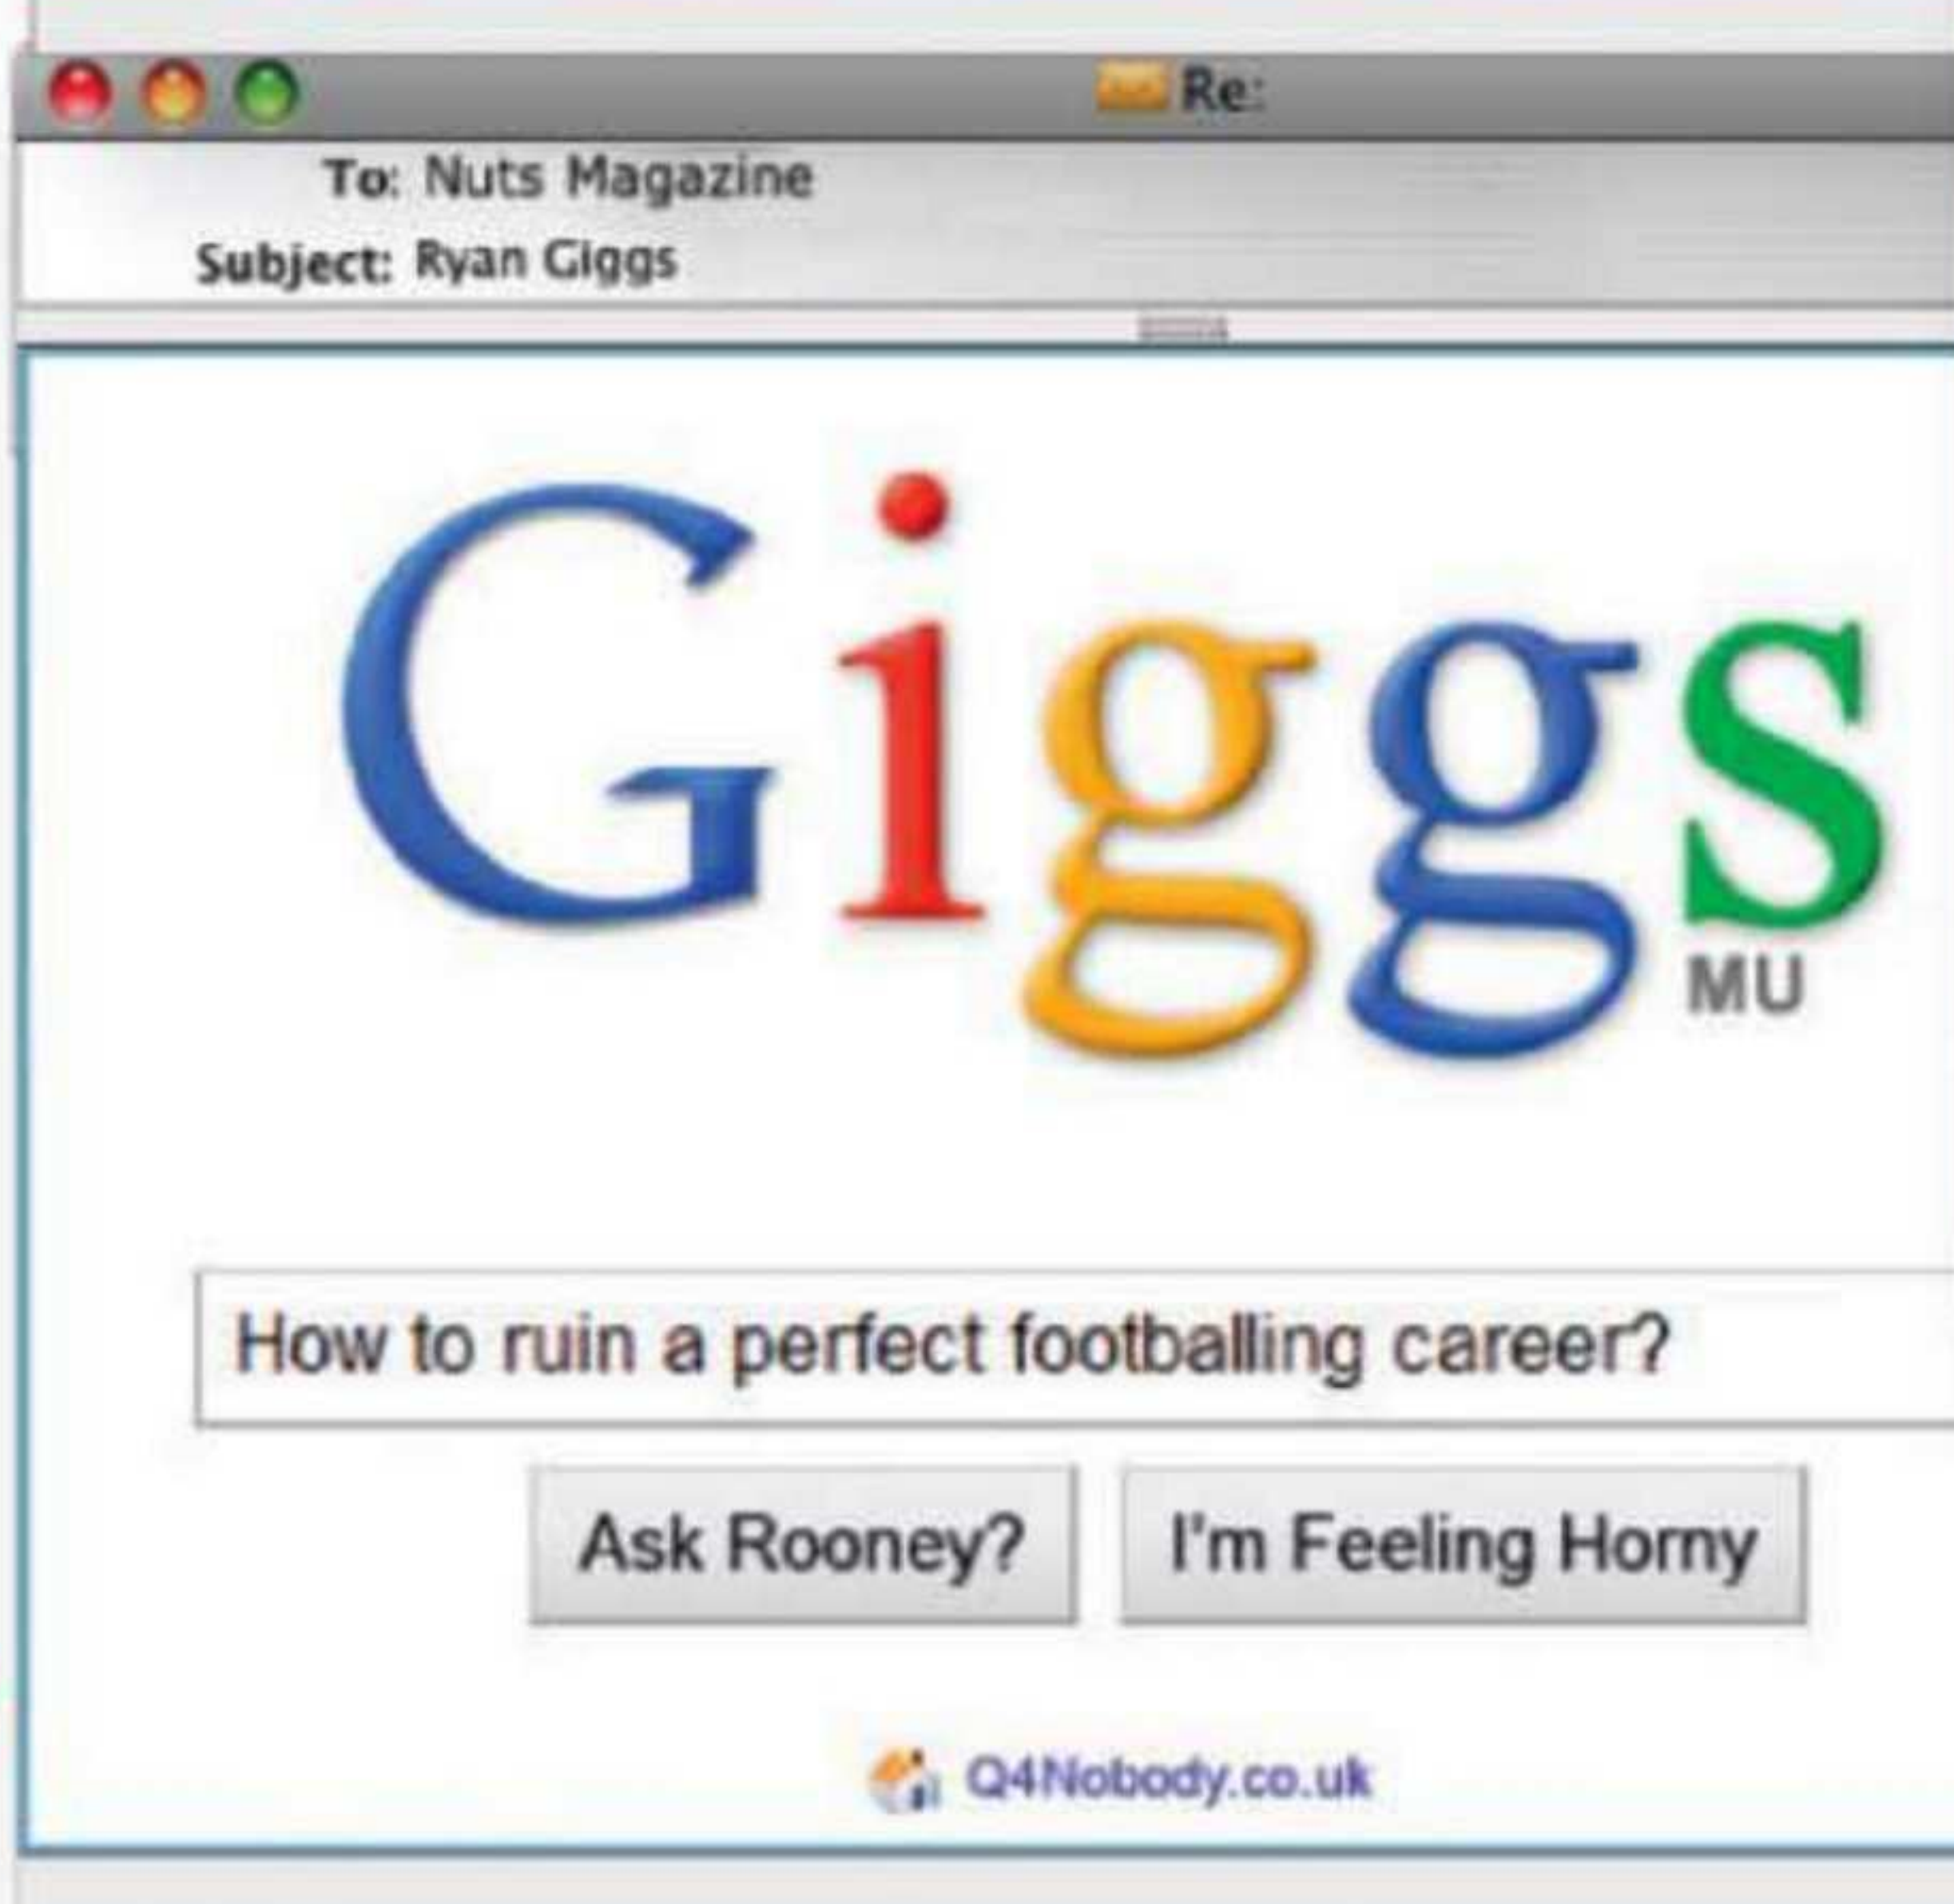 Re:
To: Nuts Magazine
Subject: Ryan Giggs
Giggs
MU
How to ruin a perfect footballing career?
Ask Rooney? I'm Feeling Horny
Q4Nobody.co.uk